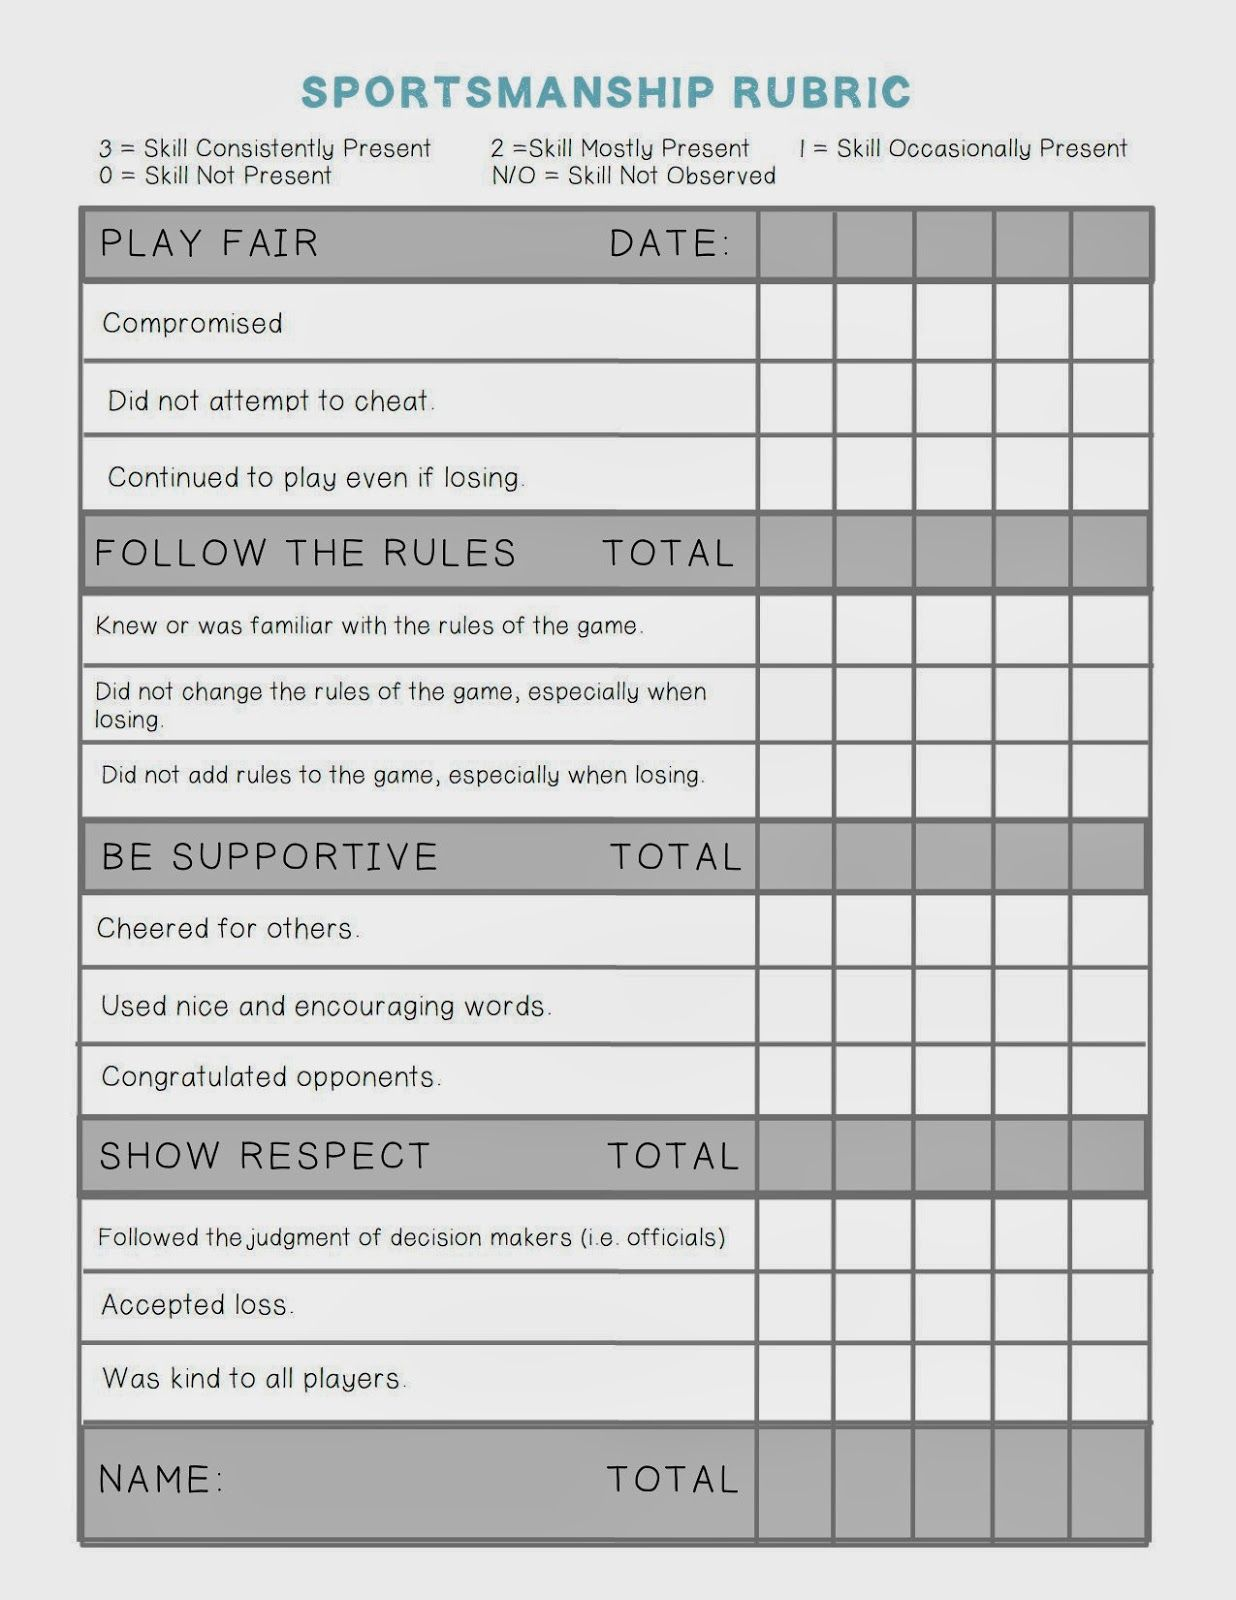 SPORTSMANSHIP RUBRIC
3 = Skill Consistently Present 2 =Skill Mostly Present 1 = Skill Occasionally Present
0 = Skill Not Present N/O = Skill Not Observed
PLAY FAIR DATE:
Compromised
Did not attempt to cheat.
Continued to play even if losing.
FOLLOW THE RULES TOTAL
Knew or was familiar with the rules of the game.
Did not change the rules of the game, especially when
losing.
Did not add rules to the game, especially when losing.
BE SUPPORTIVE TOTAL
Cheered for others.
Used nice and encouraging words.
Congratulated opponents.
SHOW RESPECT TOTAL
Followed the judgment of decision makers (i.e. officials)
Accepted loss.
Was kind to all players.
NAME: TOTAL